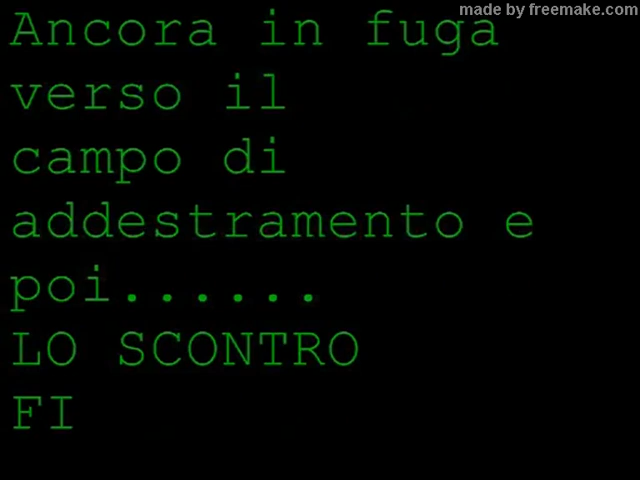 made by freemake.com
Ancora in fuga
verso il
campo di
addestramento e
poi......
LO SCONTRO
FI